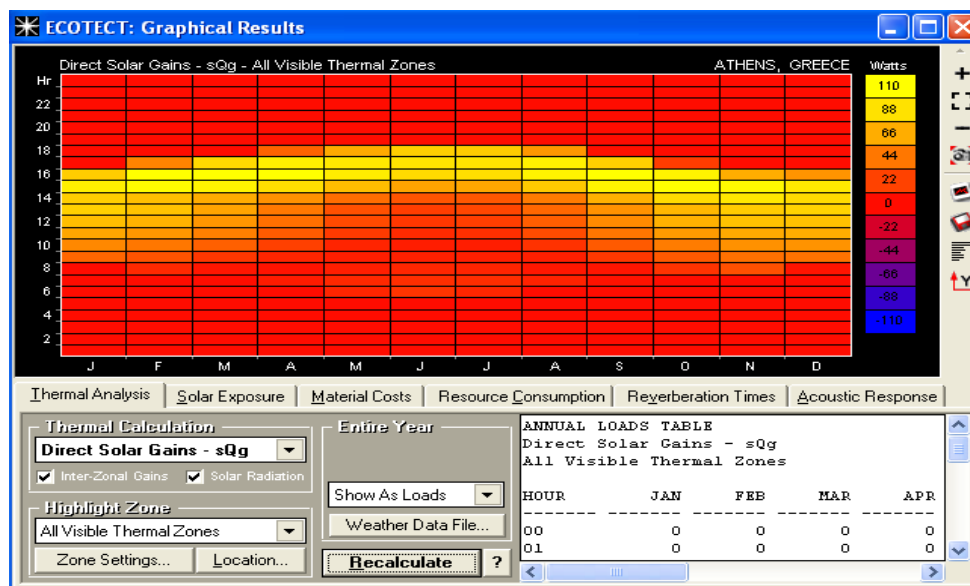 ECOTECT: Graphical Results
Direct Solar Gains - sQg - All Visible Thermal Zones
ATHENS, GREECE
Watts
Hr
22
20
18
16
14
12
10
8
6
4
2
110
88
66
44
22
0
-22
-44
-66
-88
-110
J F M A M J J A S O N D
Thermal Analysis Solar Exposure Material Costs Resource Consumption Reverberation Times Acoustic Response
Thermal Calculation
Direct Solar Gains - sQg
Inter-Zonal Gains Solar Radiation
Highlight Zone
All Visible Thermal Zones
Zone Settings... Location...
Entire Year
Show As Loads
Weather Data File...
Recalculate ?
ANNUAL LOADS TABLE
Direct Solar Gains - sQg
All Visible Thermal Zones
HOUR JAN FEB MAR APR
------- ------- ------- ------- -------
00 0 0 0 0
01 0 0 0 0
Y